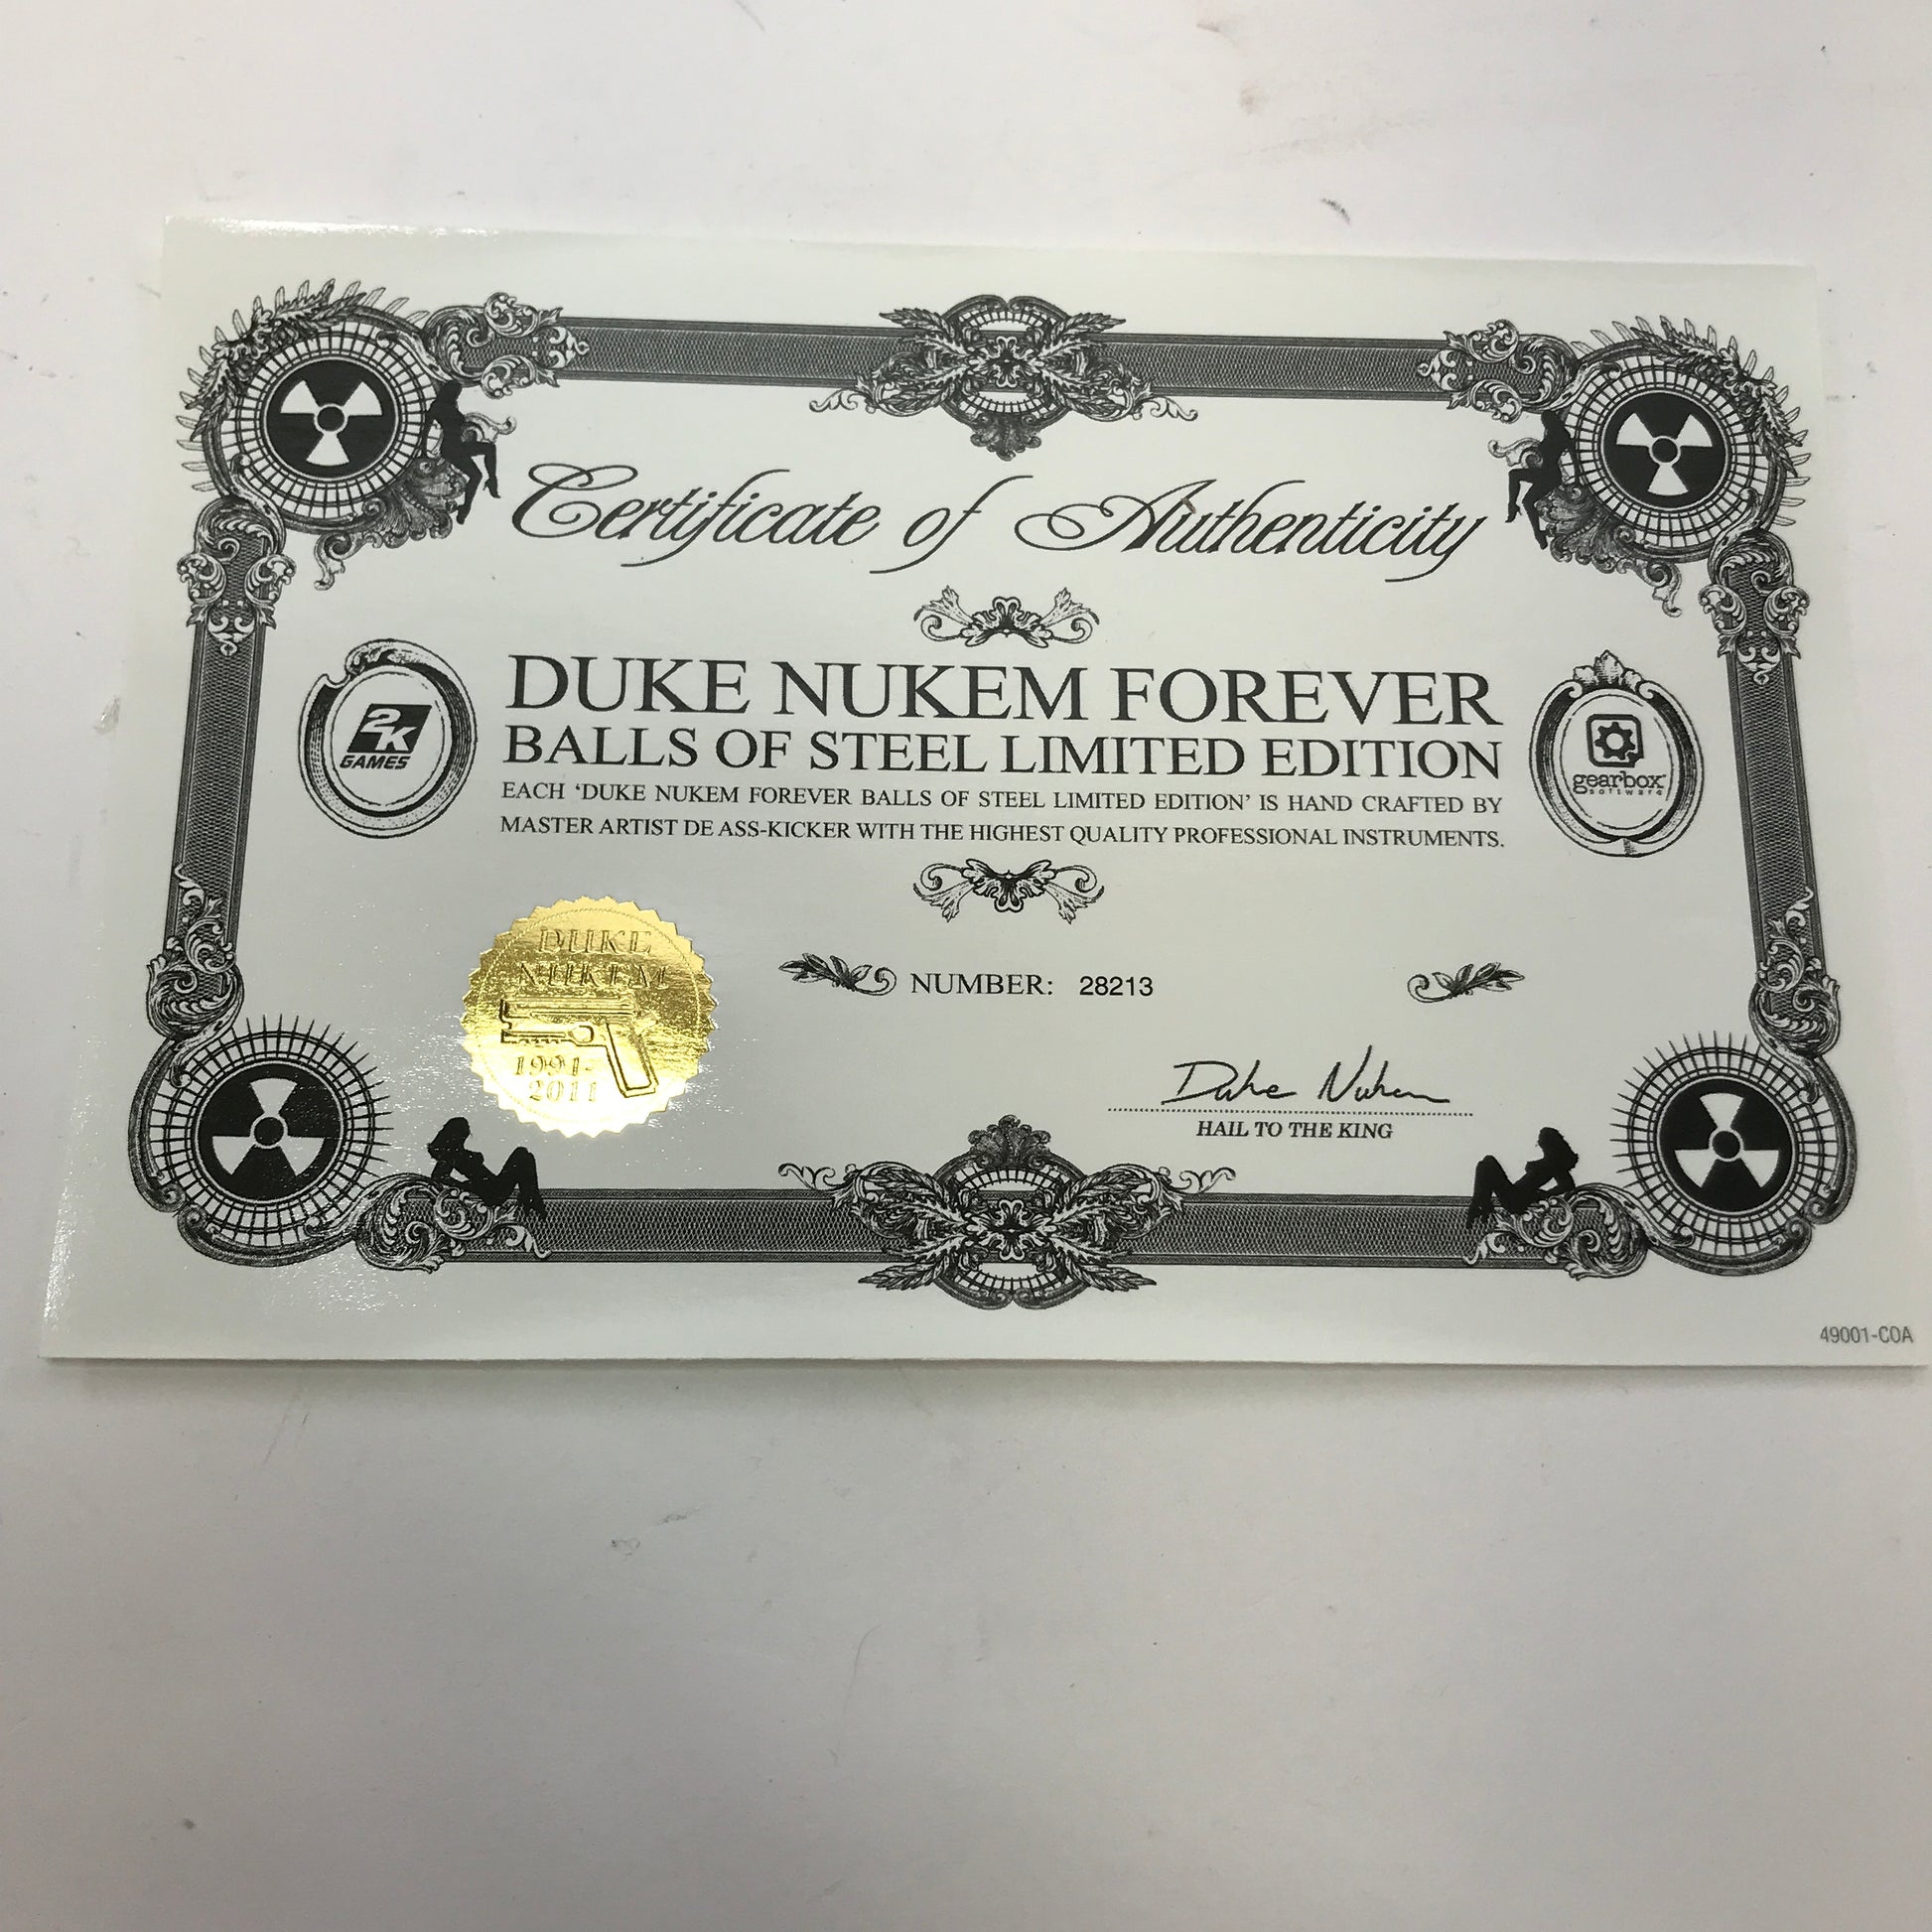 Certificate of Authenticity
2K
GAMES
DUKE NUKEM FOREVER
BALLS OF STEEL LIMITED EDITION
EACH ‘DUKE NUKEM FOREVER BALLS OF STEEL LIMITED EDITION’ IS HAND CRAFTED BY
MASTER ARTIST DE ASS-KICKER WITH THE HIGHEST QUALITY PROFESSIONAL INSTRUMENTS.
gearbox
software
DUKE
NUKEM
1991-
2011
NUMBER: 28213
Duke Nukem
HAIL TO THE KING
49001-COA